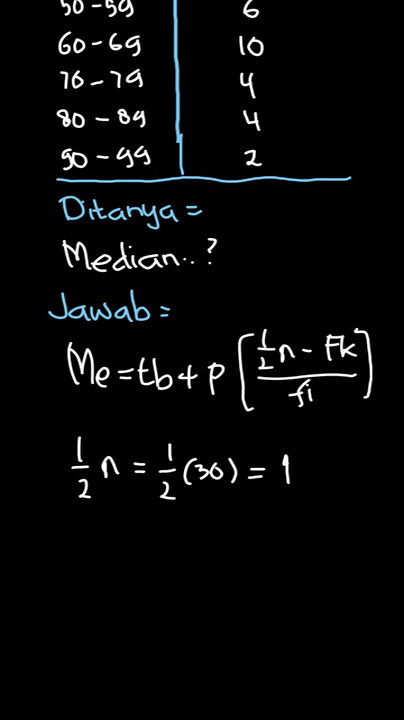 50-59 6
60-69 10
70-79 4
80-89 4
90-99 2
Ditanya =
Median..?
Jawab =
Me = tb + p [ (1/2 n - Fk) / fi ]
1/2 n = 1/2 (30) = 1